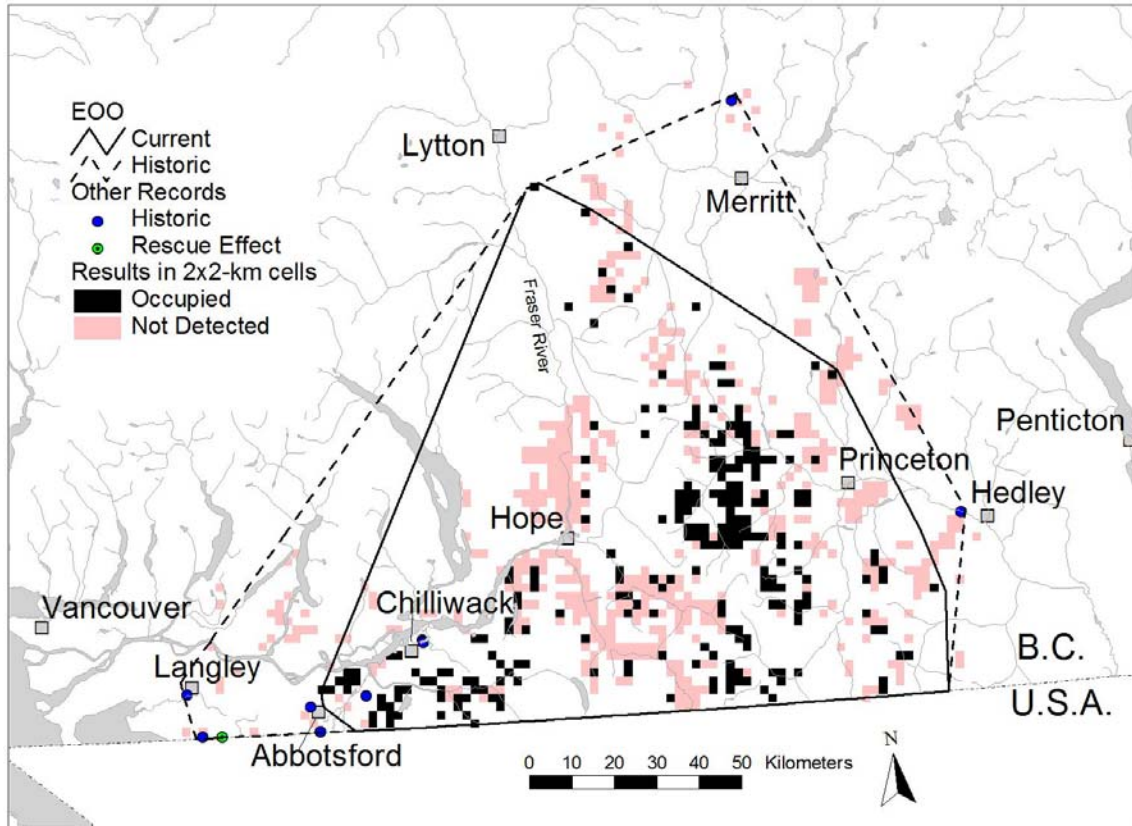 EOO
Current
Historic
Other Records
Historic
Rescue Effect
Results in 2x2-km cells
Occupied
Not Detected
Lytton
Merritt
Fraser River
Penticton
Princeton
Hedley
Hope
Vancouver
Chilliwack
Langley
B.C.
U.S.A.
Abbotsford
N
0 10 20 30 40 50 Kilometers